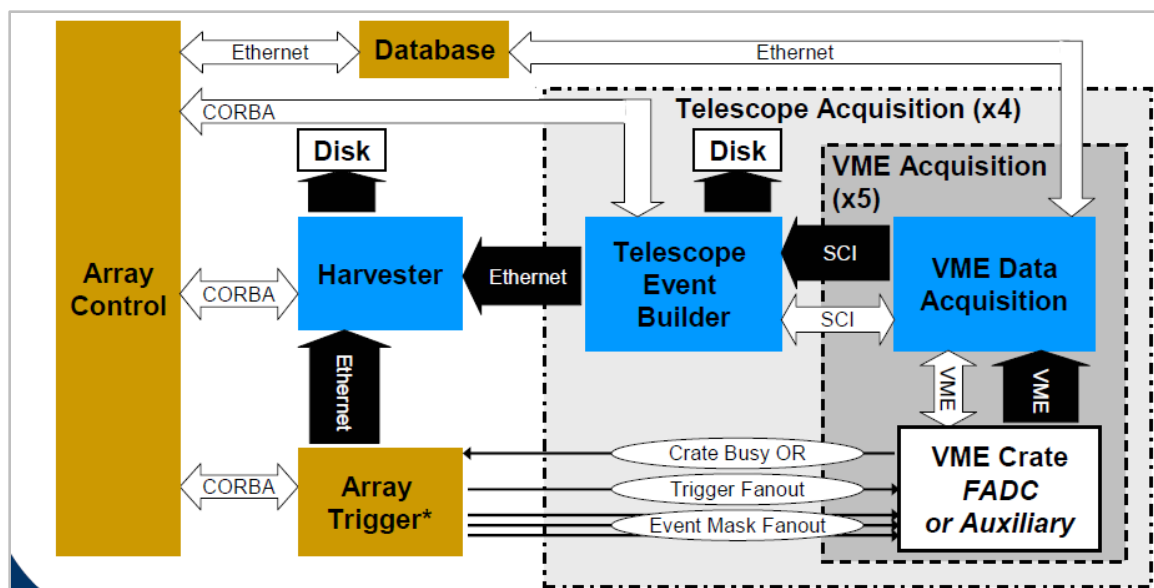 Ethernet
Database
Ethernet
CORBA
Telescope Acquisition (x4)
Disk
Disk
VME Acquisition
(x5)
Array
Control
CORBA
Harvester
Ethernet
Telescope
Event
Builder
SCI
SCI
VME Data
Acquisition
Ethernet
VME
VME
CORBA
Array
Trigger*
Crate Busy OR
Trigger Fanout
Event Mask Fanout
VME Crate
FADC
or Auxiliary